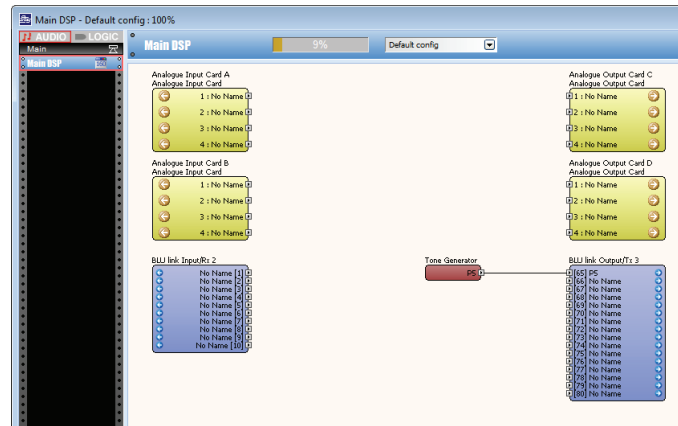 Main DSP - Default config : 100%
AUDIO LOGIC
Main
Main DSP
Main DSP 9% Default config
Analogue Input Card A
Analogue Input Card
1 : No Name
2 : No Name
3 : No Name
4 : No Name
Analogue Output Card C
Analogue Output Card
1 : No Name
2 : No Name
3 : No Name
4 : No Name
Analogue Input Card B
Analogue Input Card
1 : No Name
2 : No Name
3 : No Name
4 : No Name
Analogue Output Card D
Analogue Output Card
1 : No Name
2 : No Name
3 : No Name
4 : No Name
BLU link Input/Rx 2
No Name [1]
No Name [2]
No Name [3]
No Name [4]
No Name [5]
No Name [6]
No Name [7]
No Name [8]
No Name [9]
No Name [10]
Tone Generator
P5
BLU link Output/Tx 3
[65] P5
[66] No Name
[67] No Name
[68] No Name
[69] No Name
[70] No Name
[71] No Name
[72] No Name
[73] No Name
[74] No Name
[75] No Name
[76] No Name
[77] No Name
[78] No Name
[79] No Name
[80] No Name